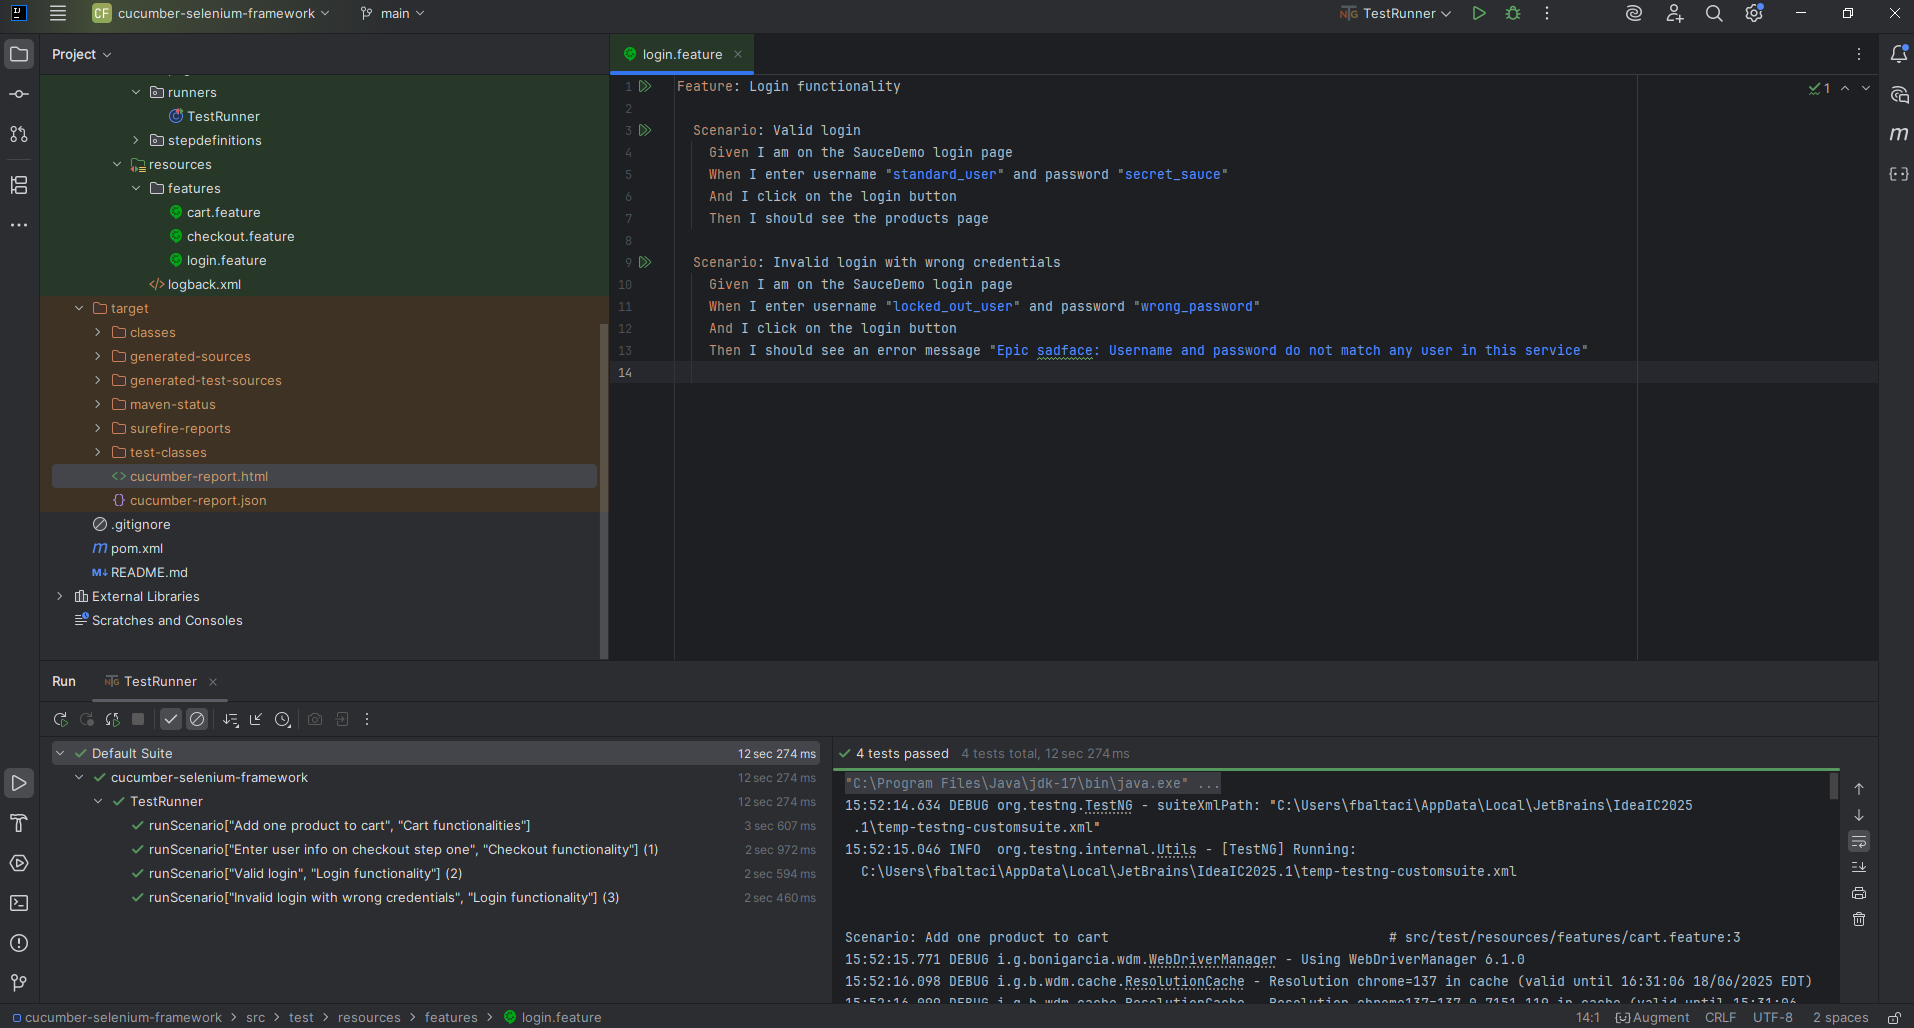 CF cucumber-selenium-framework main TestRunner
Project
login.feature
runners
TestRunner
stepdefinitions
resources
features
cart.feature
checkout.feature
login.feature
logback.xml
target
classes
generated-sources
generated-test-sources
maven-status
surefire-reports
test-classes
cucumber-report.html
cucumber-report.json
.gitignore
pom.xml
README.md
External Libraries
Scratches and Consoles
1 Feature: Login functionality
2
3 Scenario: Valid login
4 Given I am on the SauceDemo login page
5 When I enter username "standard_user" and password "secret_sauce"
6 And I click on the login button
7 Then I should see the products page
8
9 Scenario: Invalid login with wrong credentials
10 Given I am on the SauceDemo login page
11 When I enter username "locked_out_user" and password "wrong_password"
12 And I click on the login button
13 Then I should see an error message "Epic sadface: Username and password do not match any user in this service"
14
1
Run TestRunner
Default Suite 12 sec 274 ms
cucumber-selenium-framework 12 sec 274 ms
TestRunner 12 sec 274 ms
runScenario["Add one product to cart", "Cart functionalities"] 3 sec 607 ms
runScenario["Enter user info on checkout step one", "Checkout functionality"] (1) 2 sec 972 ms
runScenario["Valid login", "Login functionality"] (2) 2 sec 594 ms
runScenario["Invalid login with wrong credentials", "Login functionality"] (3) 2 sec 460 ms
4 tests passed 4 tests total, 12 sec 274 ms
"C:\Program Files\Java\jdk-17\bin\java.exe" ...
15:52:14.634 DEBUG org.testng.TestNG - suiteXmlPath: "C:\Users\fbaltaci\AppData\Local\JetBrains\IdeaIC2025
.1\temp-testng-customsuite.xml"
15:52:15.046 INFO  org.testng.internal.Utils - [TestNG] Running:
C:\Users\fbaltaci\AppData\Local\JetBrains\IdeaIC2025.1\temp-testng-customsuite.xml
Scenario: Add one product to cart # src/test/resources/features/cart.feature:3
15:52:15.771 DEBUG i.g.bonigarcia.wdm.WebDriverManager - Using WebDriverManager 6.1.0
15:52:16.098 DEBUG i.g.b.wdm.cache.ResolutionCache - Resolution chrome=137 in cache (valid until 16:31:06 18/06/2025 EDT)
cucumber-selenium-framework > src > test > resources > features > login.feature
14:1 Augment CRLF UTF-8 2 spaces